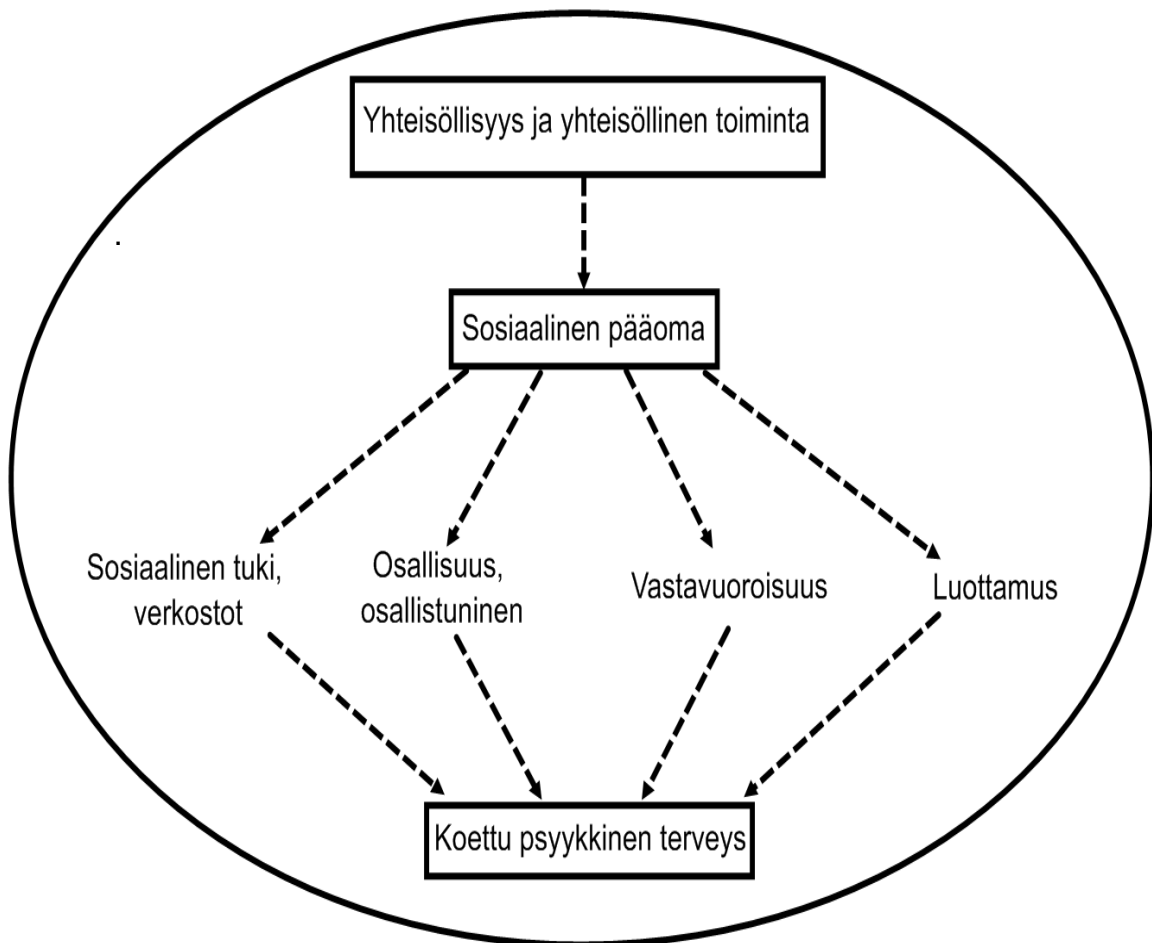 Yhteisöllisyys ja yhteisöllinen toiminta
Sosiaalinen pääoma
Sosiaalinen tuki,
verkostot
Osallisuus,
osallistuninen
Vastavuoroisuus
Luottamus
Koettu psyykkinen terveys